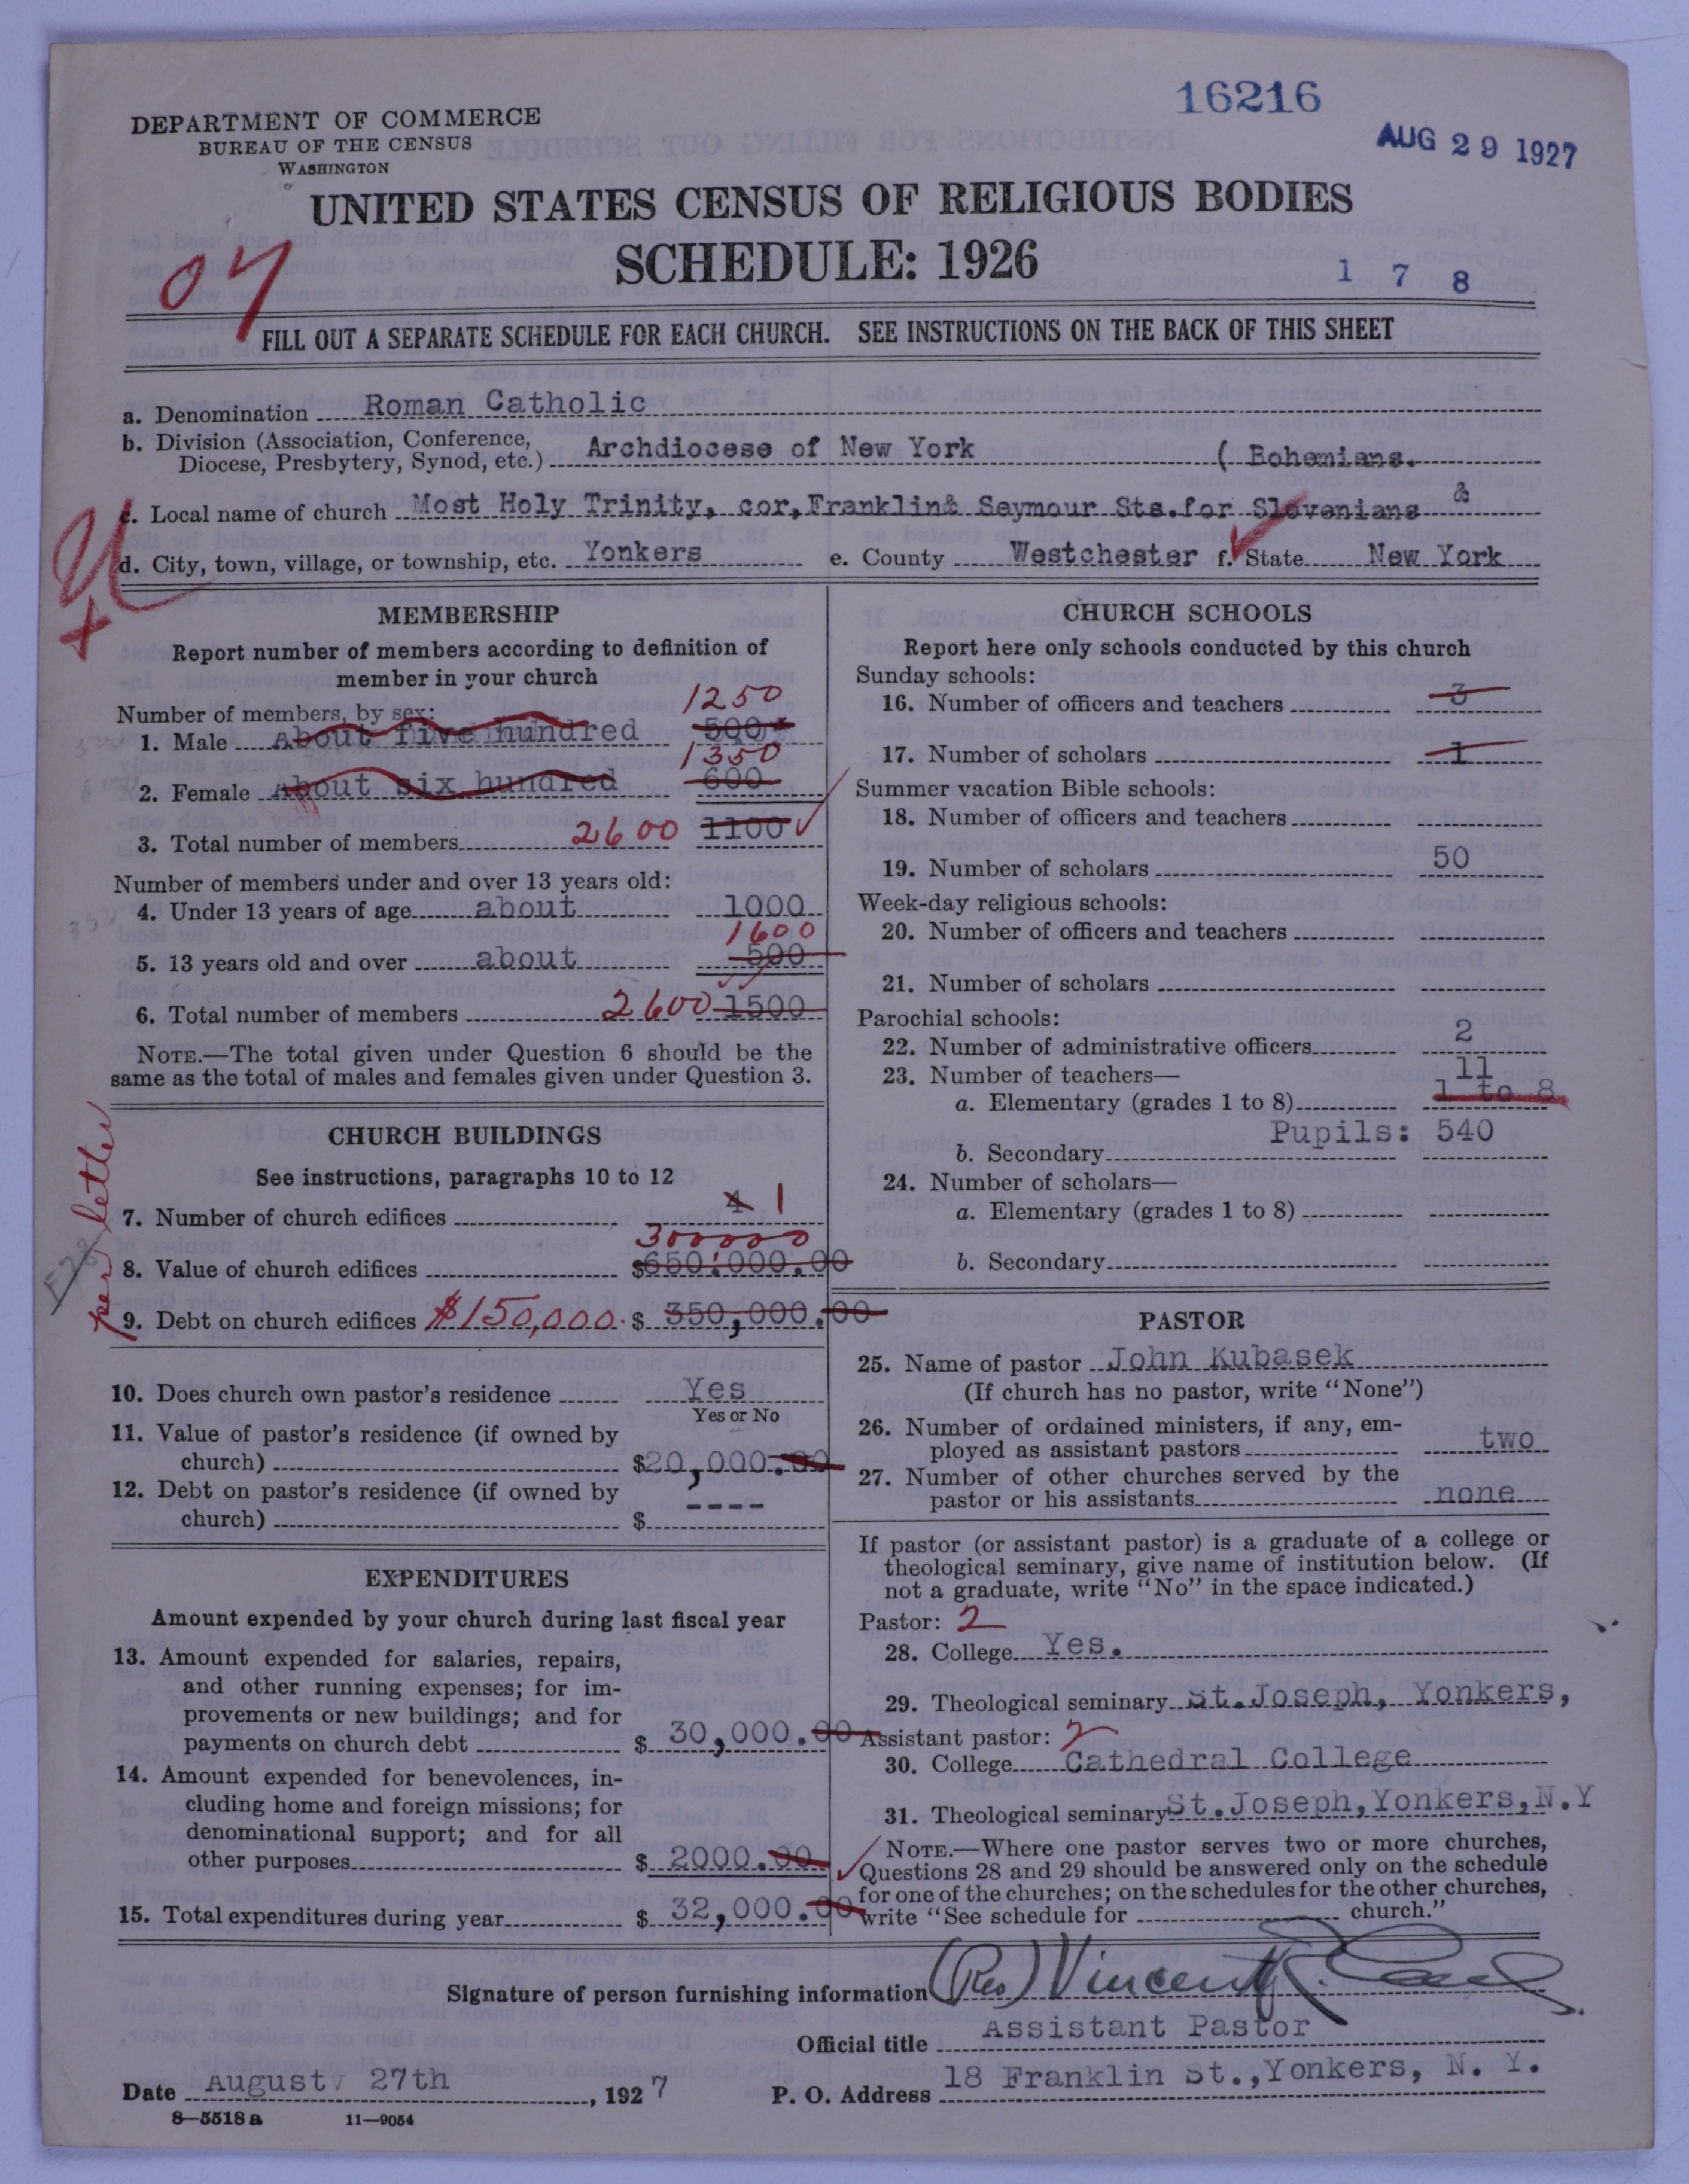 16216
AUG 29 1927
DEPARTMENT OF COMMERCE
BUREAU OF THE CENSUS
WASHINGTON
UNITED STATES CENSUS OF RELIGIOUS BODIES
SCHEDULE: 1926
1 7 8
FILL OUT A SEPARATE SCHEDULE FOR EACH CHURCH. SEE INSTRUCTIONS ON THE BACK OF THIS SHEET
a. Denomination Roman Catholic
b. Division (Association, Conference,
Diocese, Presbytery, Synod, etc.) Archdiocese of New York ( Bohemians.
&
c. Local name of church Most Holy Trinity, cor, Franklin& Seymour Sts. for Slovenians
d. City, town, village, or township, etc. Yonkers e. County Westchester f. State New York
MEMBERSHIP
Report number of members according to definition of
member in your church
Number of members, by sex:
1250
1. Male About five hundred 500
1350
2. Female About six hundred 600
3. Total number of members 2600 1100
Number of members under and over 13 years old:
4. Under 13 years of age about 1000
1600
5. 13 years old and over about 500
6. Total number of members 2600 1500
NOTE.—The total given under Question 6 should be the
same as the total of males and females given under Question 3.
CHURCH BUILDINGS
See instructions, paragraphs 10 to 12
7. Number of church edifices 4 1
300000
8. Value of church edifices $650:000.00
9. Debt on church edifices $150,000. $ 350,000.00
per letter
10. Does church own pastor's residence Yes
Yes or No
11. Value of pastor's residence (if owned by
church) $20,000.00
12. Debt on pastor's residence (if owned by
church) $ ----
EXPENDITURES
Amount expended by your church during last fiscal year
13. Amount expended for salaries, repairs,
and other running expenses; for im-
provements or new buildings; and for
payments on church debt $ 30,000.00
14. Amount expended for benevolences, in-
cluding home and foreign missions; for
denominational support; and for all
other purposes $ 2000.00
15. Total expenditures during year $ 32,000.00
CHURCH SCHOOLS
Report here only schools conducted by this church
Sunday schools:
16. Number of officers and teachers 3
17. Number of scholars 1
Summer vacation Bible schools:
18. Number of officers and teachers
19. Number of scholars 50
Week-day religious schools:
20. Number of officers and teachers
21. Number of scholars
Parochial schools:
22. Number of administrative officers 2
23. Number of teachers— 11
a. Elementary (grades 1 to 8) 1 to 8
Pupils: 540
b. Secondary
24. Number of scholars—
a. Elementary (grades 1 to 8)
b. Secondary
PASTOR
25. Name of pastor John Kubasek
(If church has no pastor, write "None")
26. Number of ordained ministers, if any, em-
ployed as assistant pastors two
27. Number of other churches served by the
pastor or his assistants none
If pastor (or assistant pastor) is a graduate of a college or
theological seminary, give name of institution below. (If
not a graduate, write "No" in the space indicated.)
Pastor: 2
28. College Yes.
29. Theological seminary St.Joseph, Yonkers,
Assistant pastor: 2
30. College Cathedral College
31. Theological seminary St.Joseph,Yonkers,N.Y
NOTE.—Where one pastor serves two or more churches,
Questions 28 and 29 should be answered only on the schedule
for one of the churches; on the schedules for the other churches,
write "See schedule for church."
Signature of person furnishing information (Rev) Vincent
Official title Assistant Pastor
Date August 27th, 1927 P. O. Address 18 Franklin St.,Yonkers, N. Y.
8—5518 a 11—9054